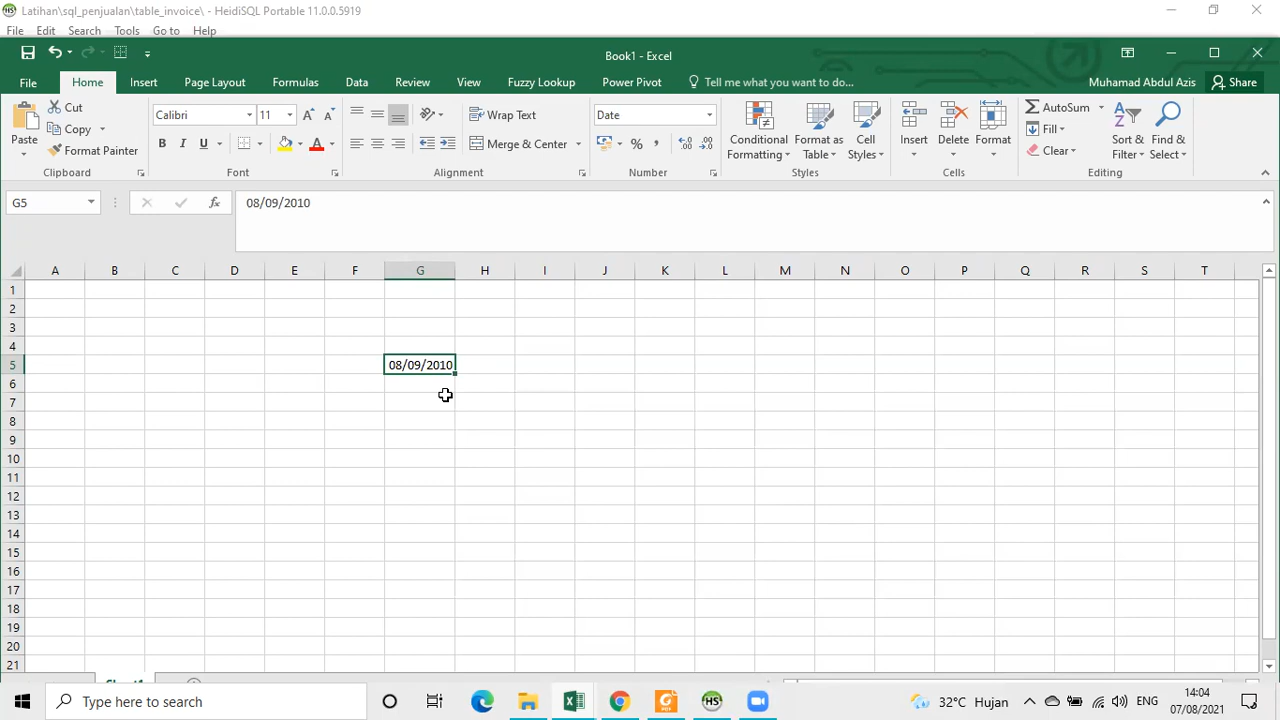 Latihan\sql_penjualan\table_invoice\ - HeidiSQL Portable 11.0.0.5919
File Edit Search Tools Go to Help
Book1 - Excel
File Home Insert Page Layout Formulas Data Review View Fuzzy Lookup Power Pivot Tell me what you want to do... Muhamad Abdul Azis Share
Paste
Cut
Copy
Format Painter
Clipboard
Calibri 11
B I U A
Font
Wrap Text
Merge & Center
Alignment
Date
% ,
Number
Conditional Formatting
Format as Table
Cell Styles
Styles
Insert
Delete
Format
Cells
AutoSum
Fill
Clear
Sort & Filter
Find & Select
Editing
G5 fx 08/09/2010
A B C D E F G H I J K L M N O P Q R S T
1
2
3
4
5 08/09/2010
6
7
8
9
10
11
12
13
14
15
16
17
18
19
20
21
Sheet1
Type here to search
32°C Hujan
ENG
14:04
07/08/2021